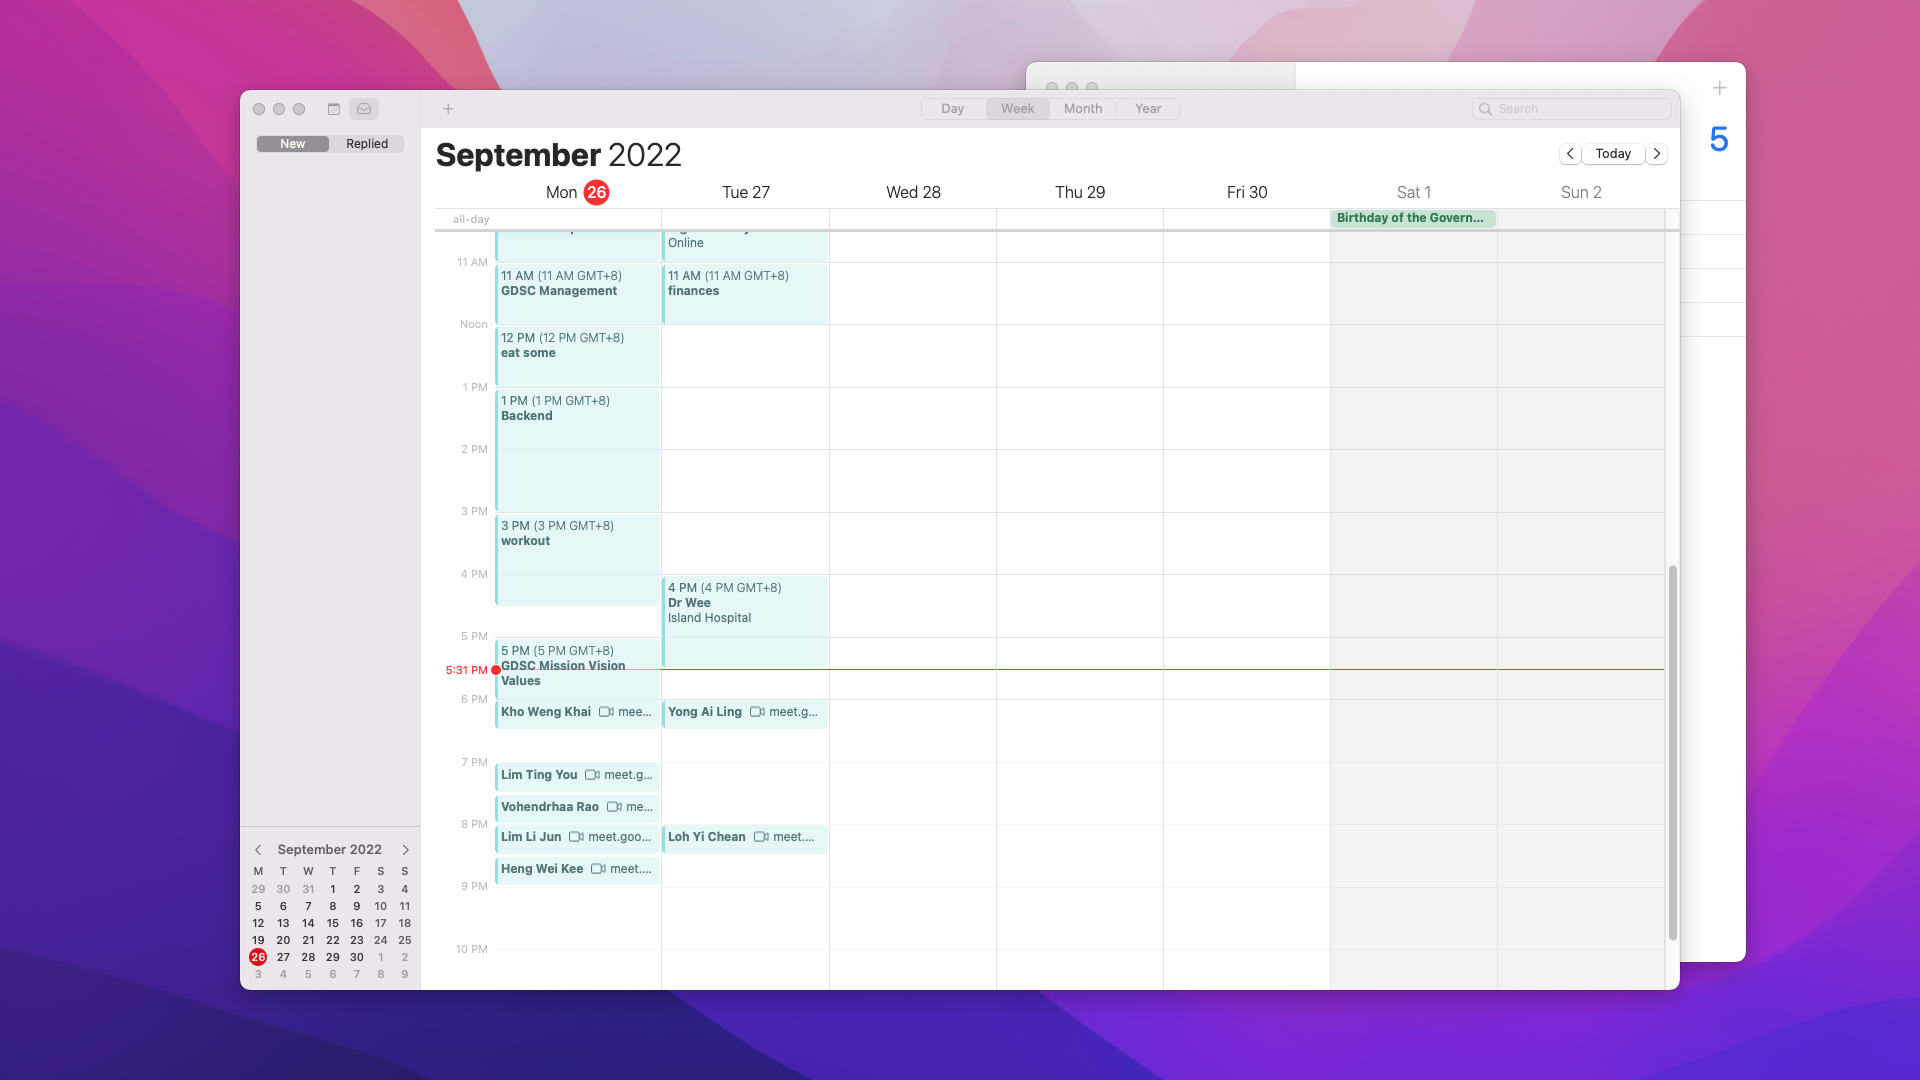 Day Week Month Year
Search
New Replied
September 2022
Today
5
Mon 26 Tue 27 Wed 28 Thu 29 Fri 30 Sat 1 Sun 2
all-day
Birthday of the Govern...
Online
11 AM
11 AM (11 AM GMT+8)
GDSC Management
11 AM (11 AM GMT+8)
finances
Noon
12 PM (12 PM GMT+8)
eat some
1 PM
1 PM (1 PM GMT+8)
Backend
2 PM
3 PM
3 PM (3 PM GMT+8)
workout
4 PM
4 PM (4 PM GMT+8)
Dr Wee
Island Hospital
5 PM
5 PM (5 PM GMT+8)
GDSC Mission Vision
Values
5:31 PM
6 PM
Kho Weng Khai mee...
Yong Ai Ling meet.g...
7 PM
Lim Ting You meet.g...
Vohendrhaa Rao me...
8 PM
Lim Li Jun meet.goo...
Loh Yi Chean meet....
Heng Wei Kee meet....
9 PM
10 PM
September 2022
M T W T F S S
29 30 31 1 2 3 4
5 6 7 8 9 10 11
12 13 14 15 16 17 18
19 20 21 22 23 24 25
26 27 28 29 30 1 2
3 4 5 6 7 8 9